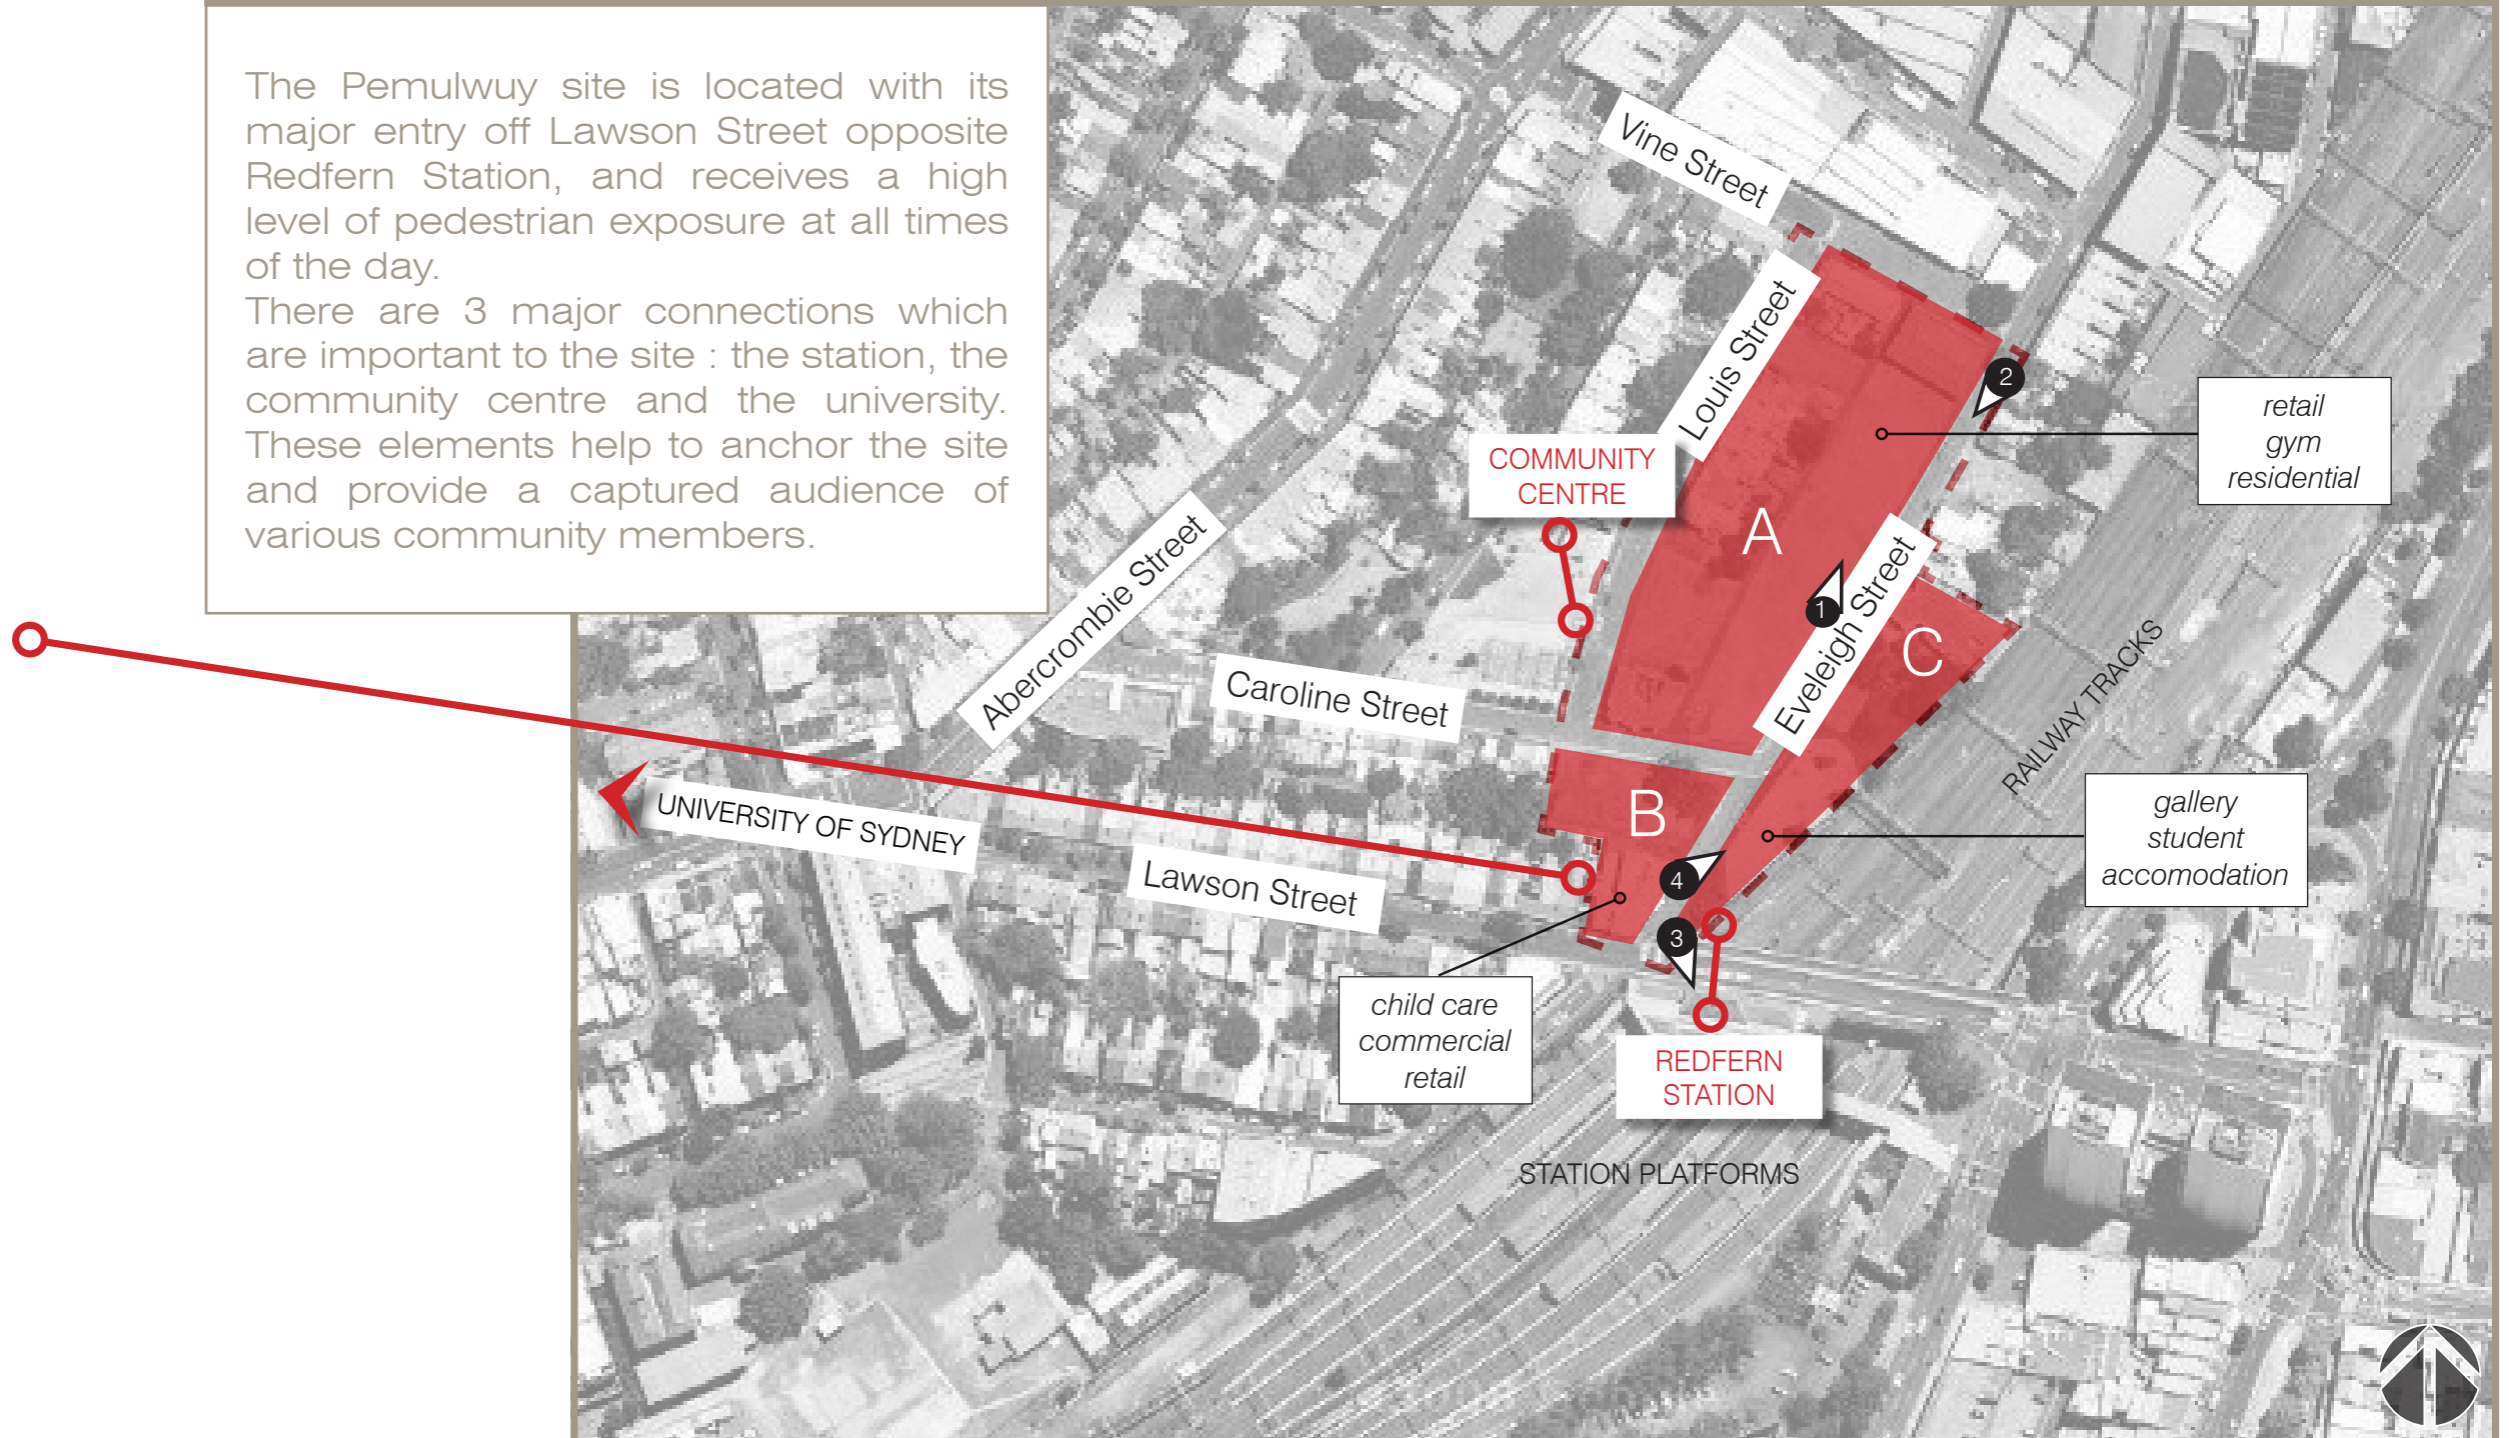 The Pemulwuy site is located with its
major entry off Lawson Street opposite
Redfern Station, and receives a high
level of pedestrian exposure at all times
of the day.
There are 3 major connections which
are important to the site : the station, the
community centre and the university.
These elements help to anchor the site
and provide a captured audience of
various community members.
Vine Street
Louis Street
2
retail
gym
residential
COMMUNITY
CENTRE
A
Abercrombie Street
1
Eveleigh Street
C
Caroline Street
RAILWAY TRACKS
UNIVERSITY OF SYDNEY
B
gallery
student
accomodation
Lawson Street
4
3
child care
commercial
retail
REDFERN
STATION
STATION PLATFORMS